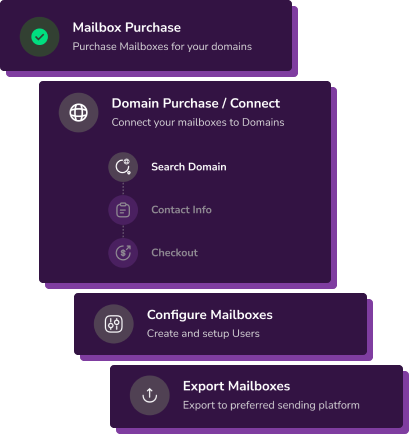 Mailbox Purchase
Purchase Mailboxes for your domains
Domain Purchase / Connect
Connect your mailboxes to Domains
Search Domain
Contact Info
Checkout
Configure Mailboxes
Create and setup Users
Export Mailboxes
Export to preferred sending platform